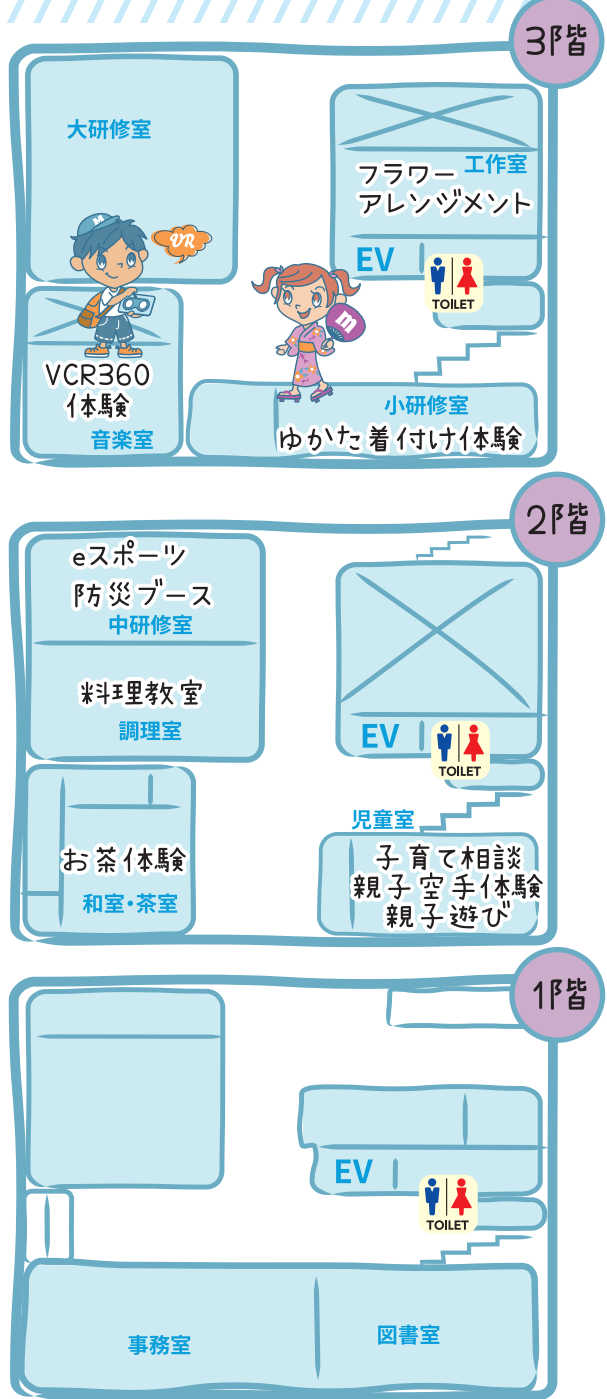 3階
大研修室
工作室
フラワー
アレンジメント
M
VR
EV
TOILET
m
VCR360
体験
音楽室
小研修室
ゆかた着付け体験
2階
eスポーツ
防災ブース
中研修室
料理教室
調理室
EV
TOILET
児童室
お茶体験
和室・茶室
子育て相談
親子空手体験
親子遊び
1階
EV
TOILET
事務室
図書室